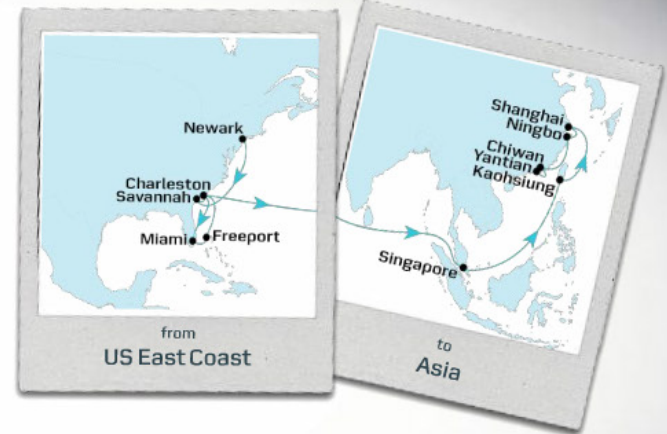 Newark
Charleston
Savannah
Miami
Freeport
from
US East Coast
Shanghai
Ningbo
Chiwan
Yantian
Kaohsiung
Singapore
to
Asia